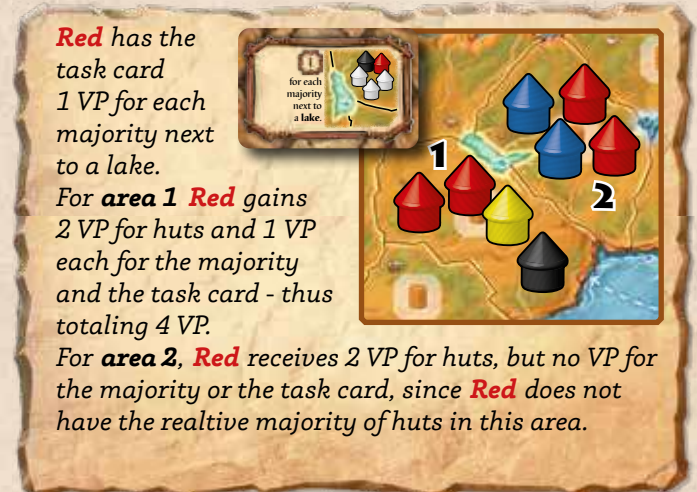 Red has the
task card
1 VP for each
majority next
to a lake.
For area 1 Red gains
2 VP for huts and 1 VP
each for the majority
and the task card - thus
totaling 4 VP.
For area 2, Red receives 2 VP for huts, but no VP for
the majority or the task card, since Red does not
have the realtive majority of huts in this area.
1
for each
majority
next to
a lake.
1
2